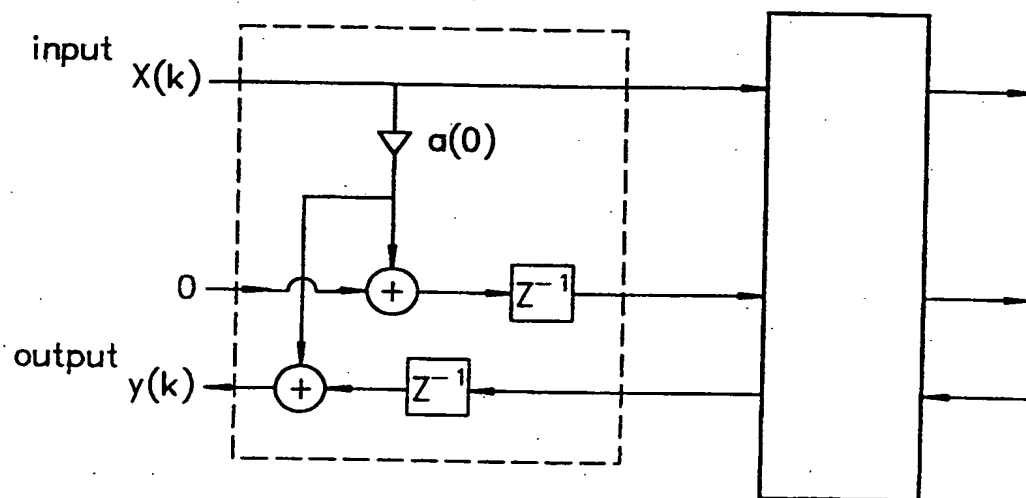 input
X(k)
a(0)
0
Z⁻¹
output
y(k)
Z⁻¹